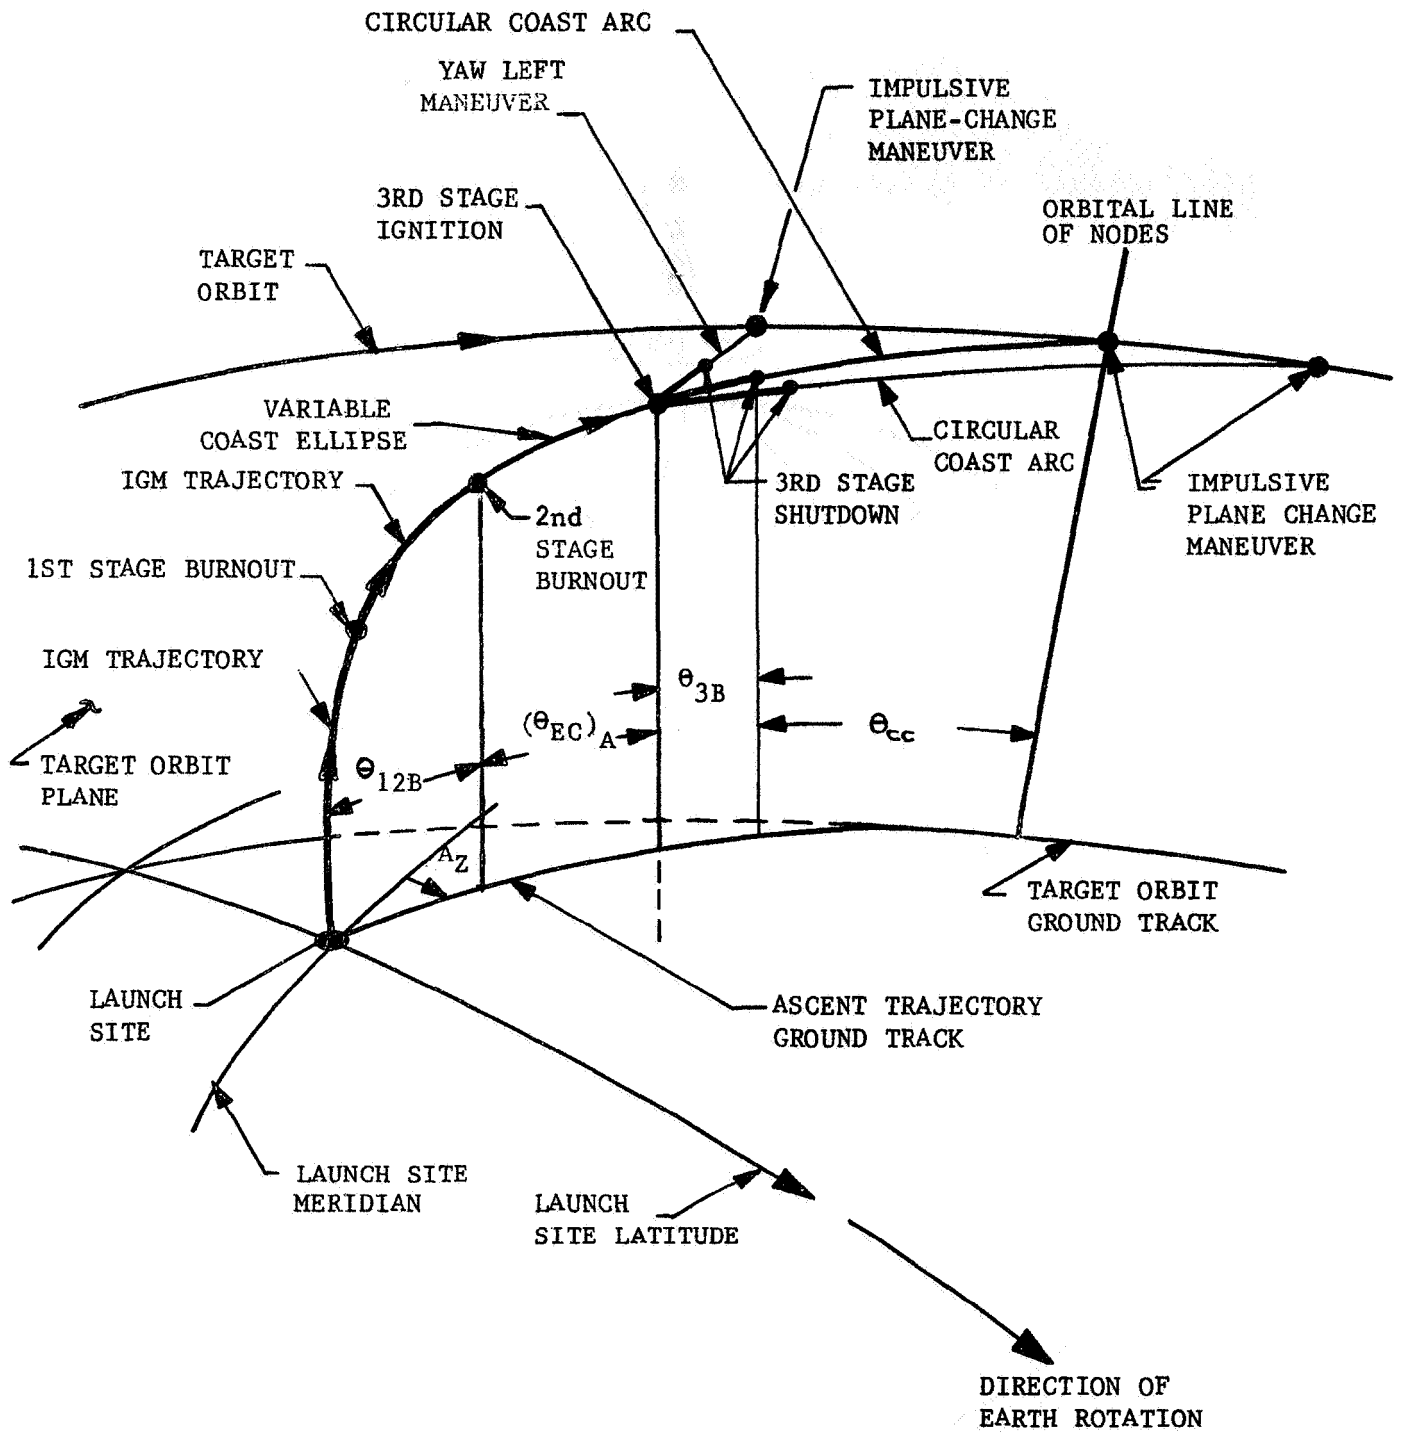 CIRCULAR COAST ARC
YAW LEFT
MANEUVER
IMPULSIVE
PLANE-CHANGE
MANEUVER
3RD STAGE
IGNITION
ORBITAL LINE
OF NODES
TARGET
ORBIT
VARIABLE
COAST ELLIPSE
CIRCULAR
COAST ARC
IGM TRAJECTORY
3RD STAGE
SHUTDOWN
IMPULSIVE
PLANE CHANGE
MANEUVER
2nd
STAGE
BURNOUT
1ST STAGE BURNOUT
IGM TRAJECTORY
θ3B
(θEC)A
θcc
TARGET ORBIT
PLANE
θ12B
AZ
TARGET ORBIT
GROUND TRACK
LAUNCH
SITE
ASCENT TRAJECTORY
GROUND TRACK
LAUNCH SITE
MERIDIAN
LAUNCH
SITE LATITUDE
DIRECTION OF
EARTH ROTATION